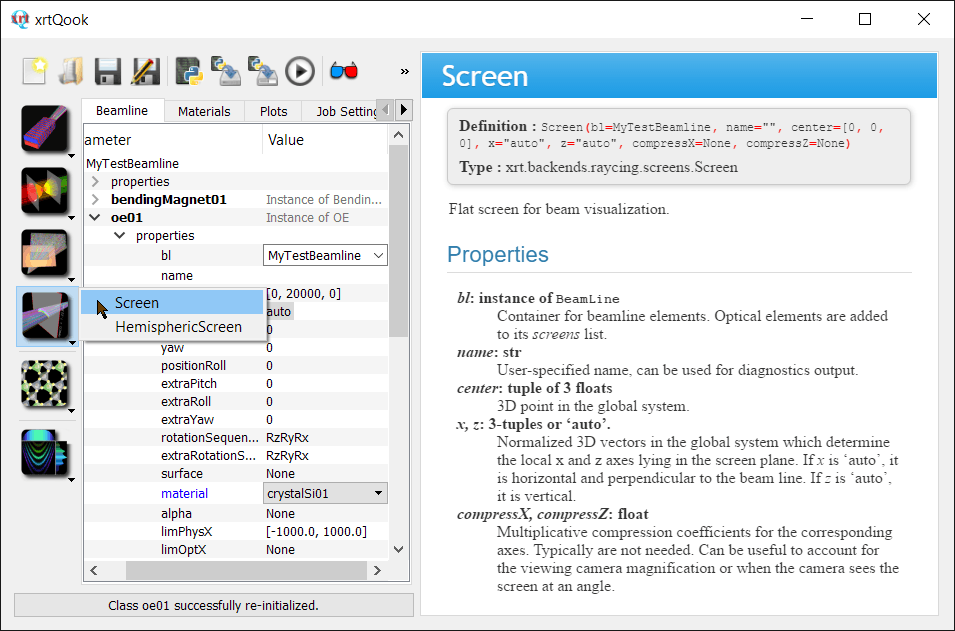 xrtQook
»
Beamline
Materials
Plots
Job Setting
ameter
Value
MyTestBeamline
properties
bendingMagnet01
Instance of Bendin...
oe01
Instance of OE
properties
bl
MyTestBeamline
name
[0, 20000, 0]
auto
Screen
HemisphericScreen
0
yaw
0
positionRoll
0
extraPitch
0
extraRoll
0
extraYaw
0
rotationSequen...
RzRyRx
extraRotationS...
RzRyRx
surface
None
material
crystalSi01
alpha
None
limPhysX
[-1000.0, 1000.0]
limOptX
None
Class oe01 successfully re-initialized.
Screen
Definition : Screen(bl=MyTestBeamline, name="", center=[0, 0,
0], x="auto", z="auto", compressX=None, compressZ=None)
Type : xrt.backends.raycing.screens.Screen
Flat screen for beam visualization.
Properties
bl: instance of BeamLine
Container for beamline elements. Optical elements are added
to its screens list.
name: str
User-specified name, can be used for diagnostics output.
center: tuple of 3 floats
3D point in the global system.
x, z: 3-tuples or ‘auto’.
Normalized 3D vectors in the global system which determine
the local x and z axes lying in the screen plane. If x is ‘auto’, it
is horizontal and perpendicular to the beam line. If z is ‘auto’,
it is vertical.
compressX, compressZ: float
Multiplicative compression coefficients for the corresponding
axes. Typically are not needed. Can be useful to account for
the viewing camera magnification or when the camera sees the
screen at an angle.